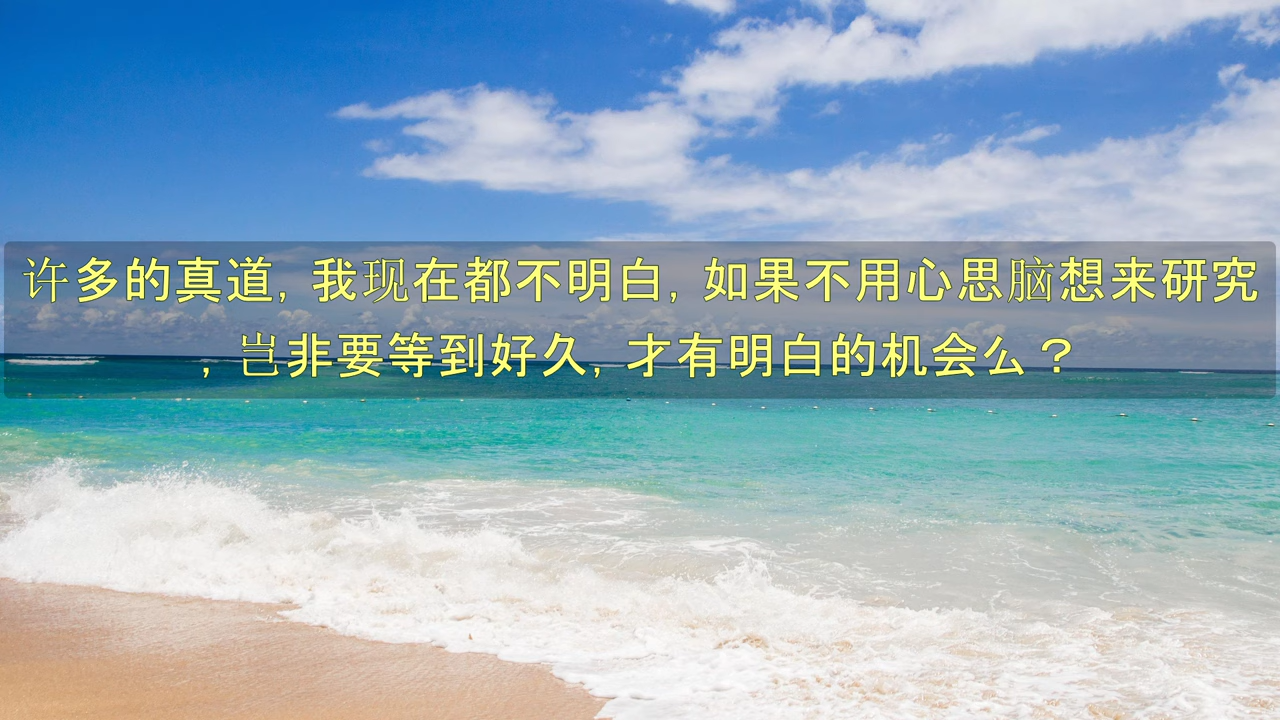 许多的真道, 我现在都不明白, 如果不用心思脑想来研究
, 岂非要等到好久, 才有明白的机会么？